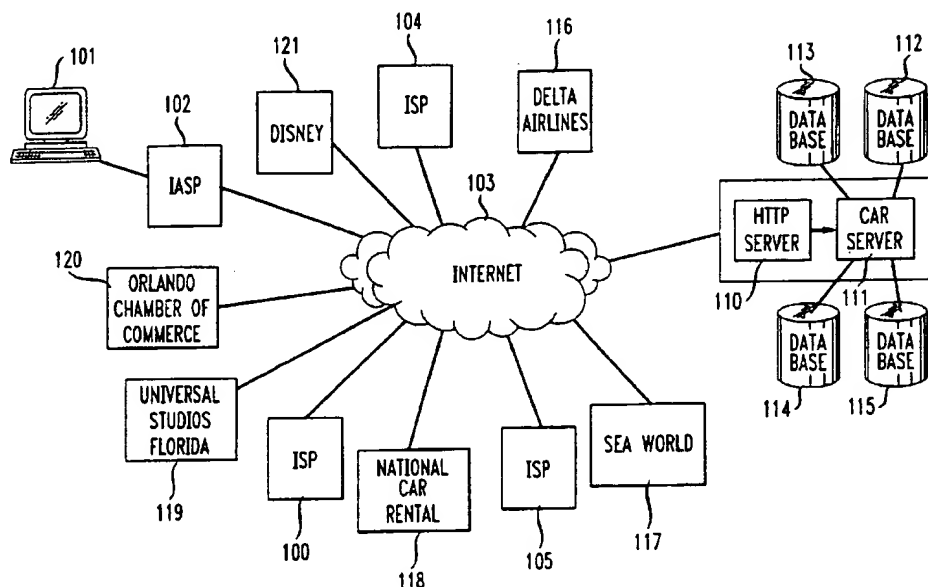 101
102
IASP
121
DISNEY
104
ISP
116
DELTA
AIRLINES
113
DATA
BASE
112
DATA
BASE
103
INTERNET
HTTP
SERVER
110
CAR
SERVER
111
120
ORLANDO
CHAMBER OF
COMMERCE
UNIVERSAL
STUDIOS
FLORIDA
119
ISP
100
NATIONAL
CAR
RENTAL
118
ISP
105
SEA WORLD
117
DATA
BASE
114
DATA
BASE
115